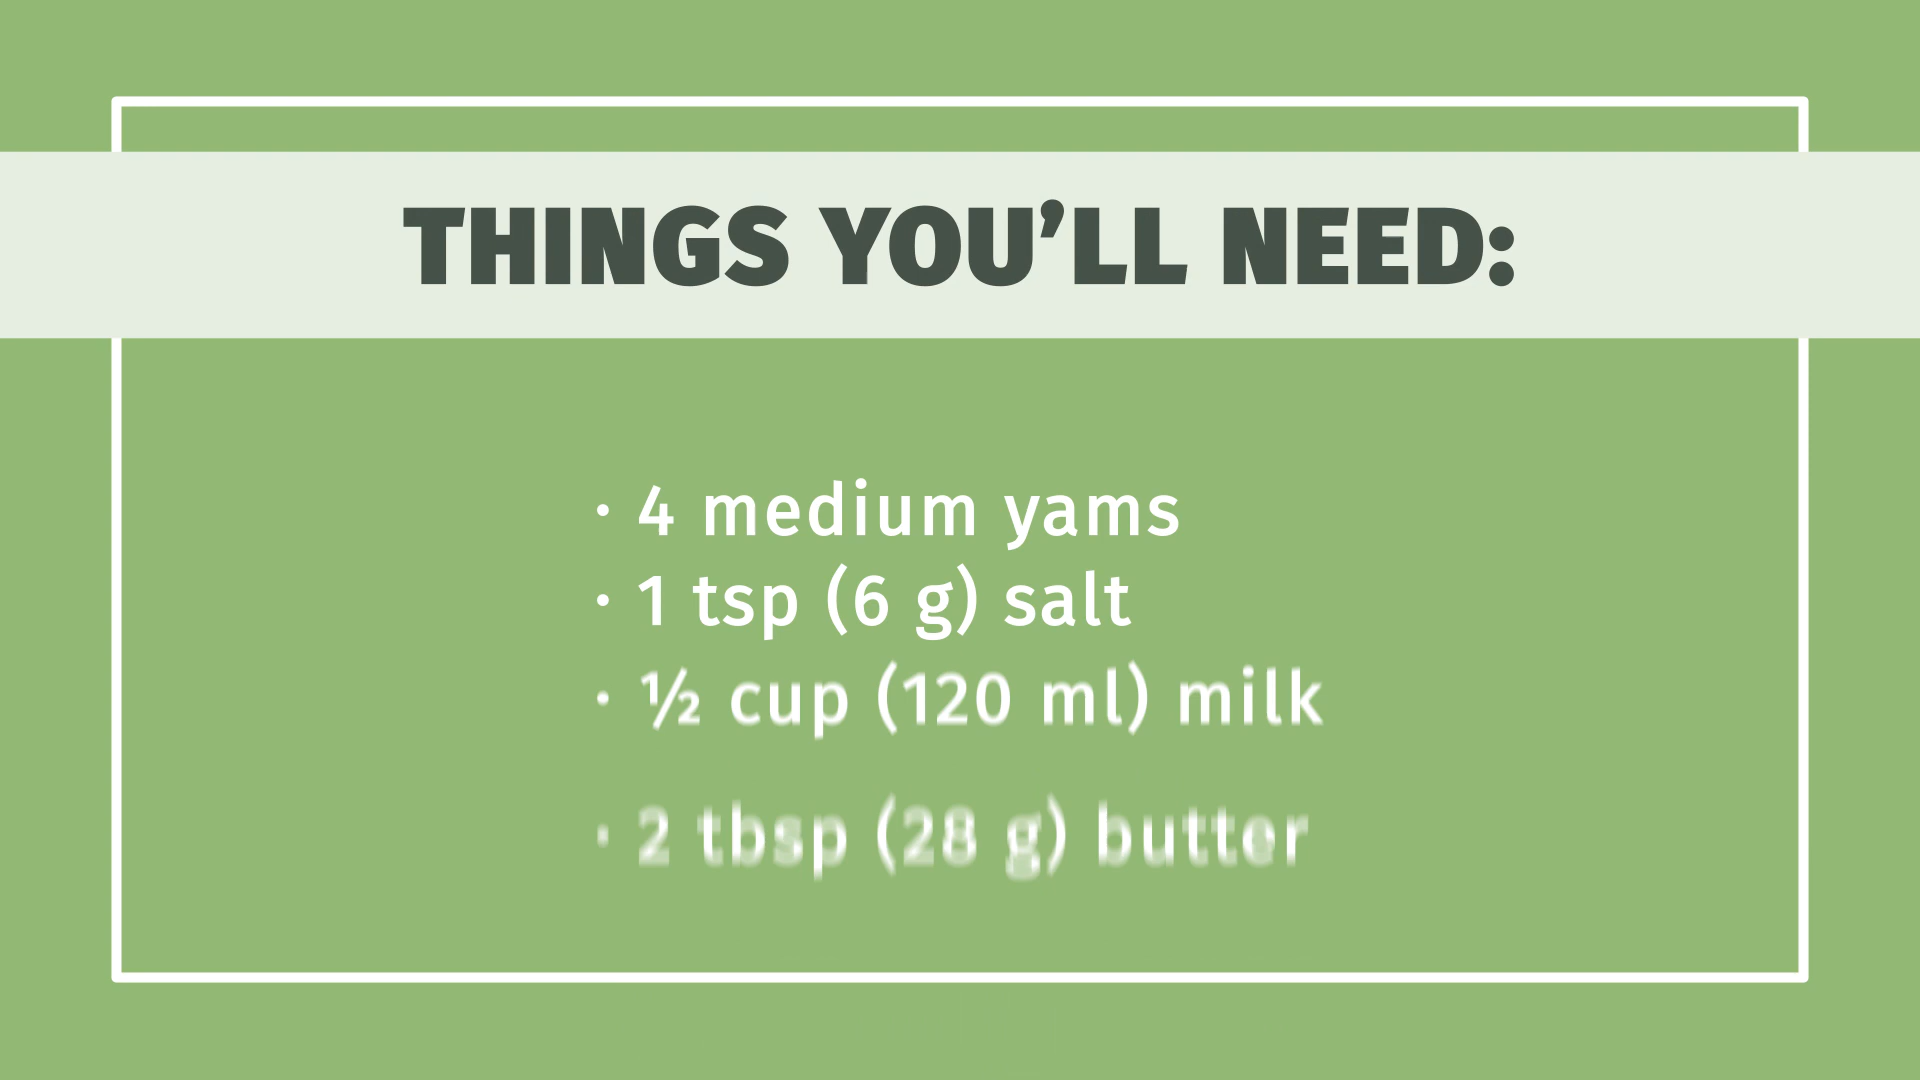 THINGS YOU’LL NEED:
· 4 medium yams
· 1 tsp (6 g) salt
· ½ cup (120 ml) milk
· 2 tbsp (28 g) butter